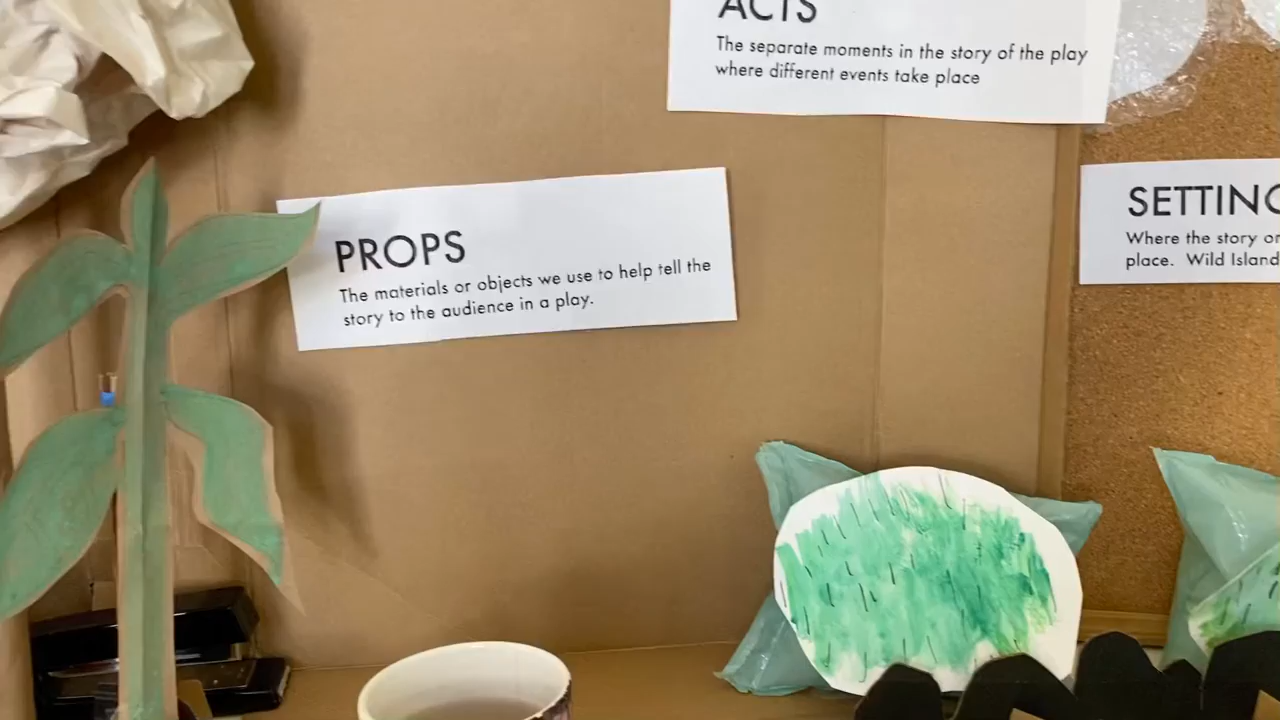 ACTS
The separate moments in the story of the play
where different events take place
PROPS
The materials or objects we use to help tell the
story to the audience in a play.
SETTING
Where the story or
place. Wild Island